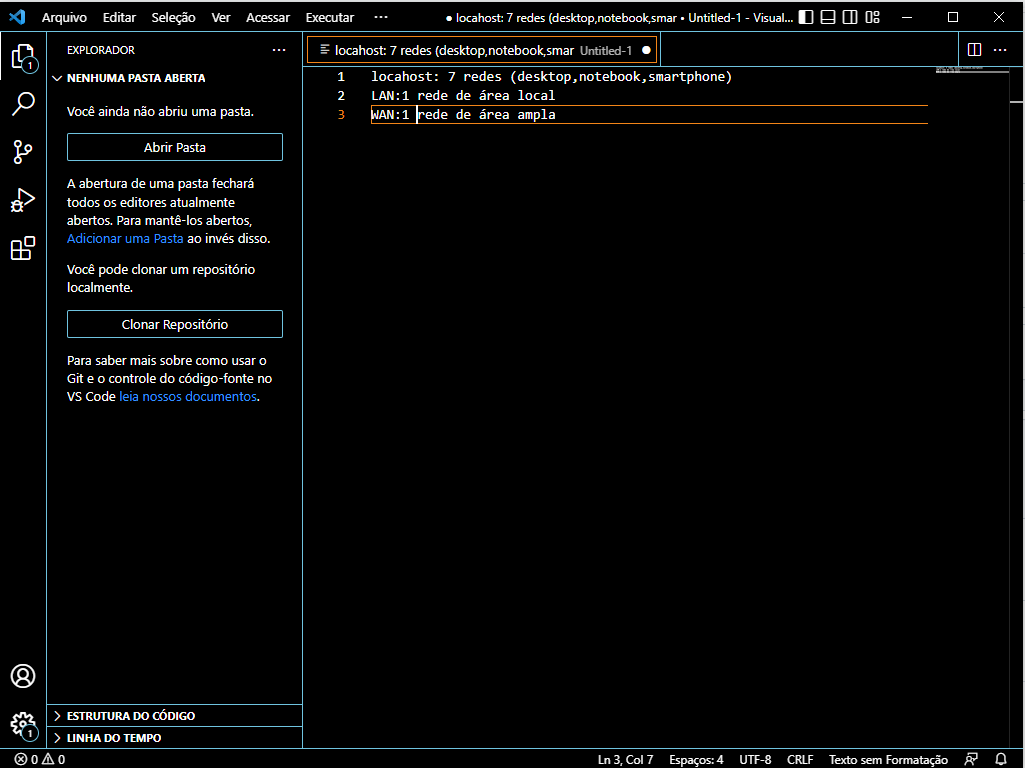 Arquivo Editar Seleção Ver Acessar Executar ··· ● locahost: 7 redes (desktop,notebook,smar • Untitled-1 - Visual...
EXPLORADOR ···
NENHUMA PASTA ABERTA
Você ainda não abriu uma pasta.
Abrir Pasta
A abertura de uma pasta fechará
todos os editores atualmente
abertos. Para mantê-los abertos,
Adicionar uma Pasta ao invés disso.
Você pode clonar um repositório
localmente.
Clonar Repositório
Para saber mais sobre como usar o
Git e o controle do código-fonte no
VS Code leia nossos documentos.
ESTRUTURA DO CÓDIGO
LINHA DO TEMPO
1
1
locahost: 7 redes (desktop,notebook,smar Untitled-1 ●
1 locahost: 7 redes (desktop,notebook,smartphone)
2 LAN:1 rede de área local
3 WAN:1 rede de área ampla
0 0 Ln 3, Col 7 Espaços: 4 UTF-8 CRLF Texto sem Formatação